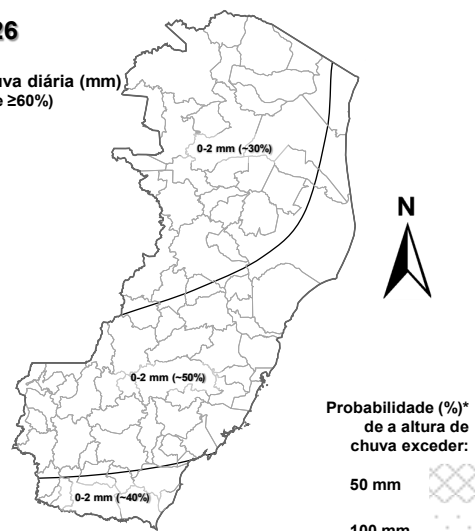 26
uva diária (mm)
e ≥60%)
0-2 mm (~30%)
N
0-2 mm (~50%)
Probabilidade (%)*
de a altura de
chuva exceder:
50 mm
0-2 mm (~40%)
100 mm